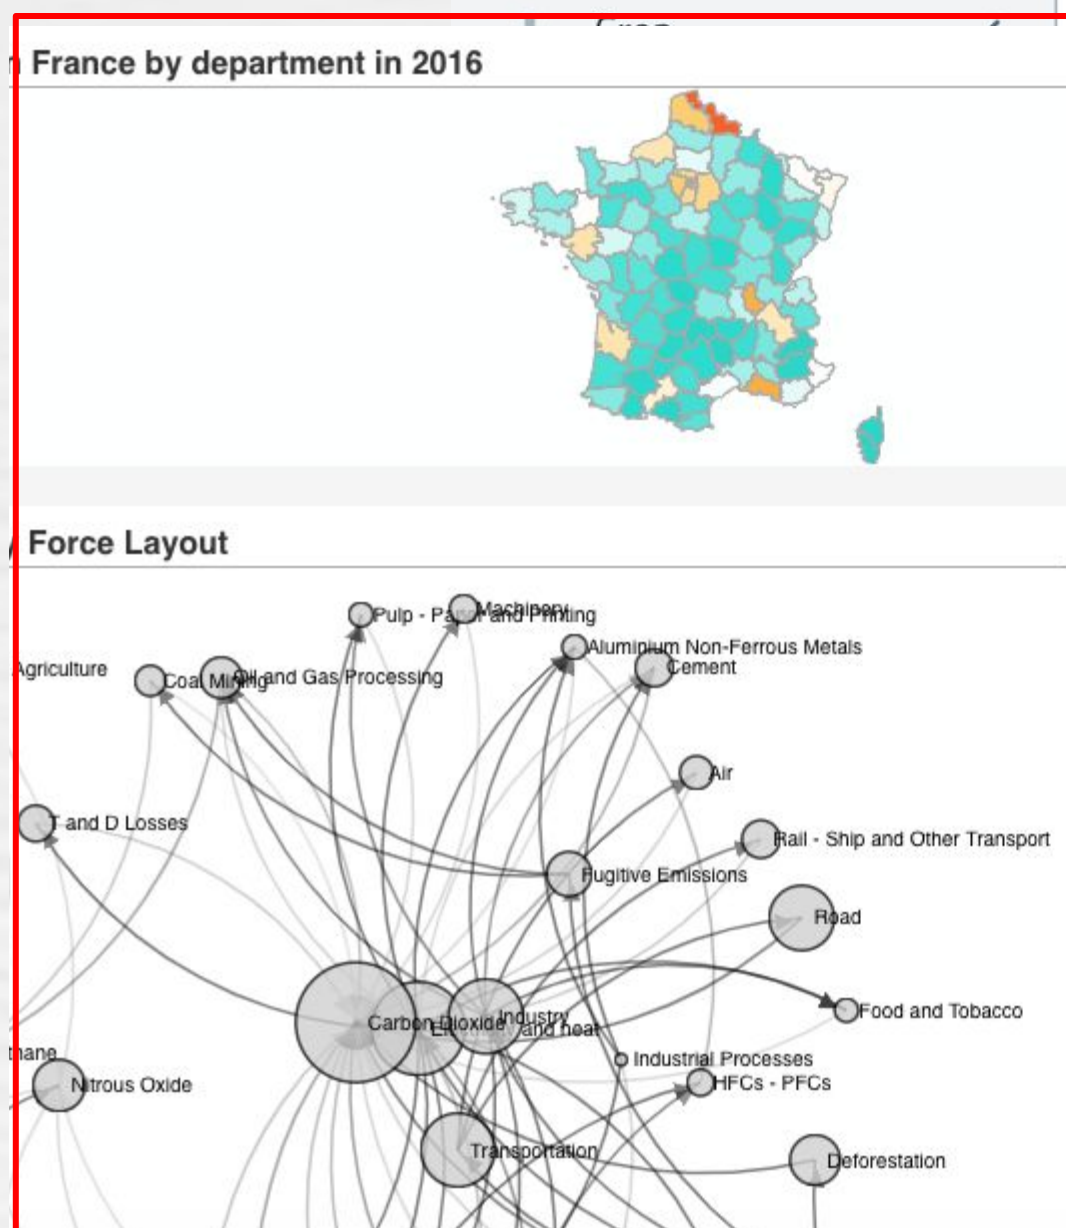 France by department in 2016
Force Layout
Pulp - Paper and Printing
Machinery
Aluminium Non-Ferrous Metals
Cement
Agriculture
Coal Mining
Oil and Gas Processing
Air
T and D Losses
Rail - Ship and Other Transport
Fugitive Emissions
Road
Food and Tobacco
Carbon Dioxide
Industry
and heat
Industrial Processes
HFCs - PFCs
Nitrous Oxide
Transportation
Deforestation